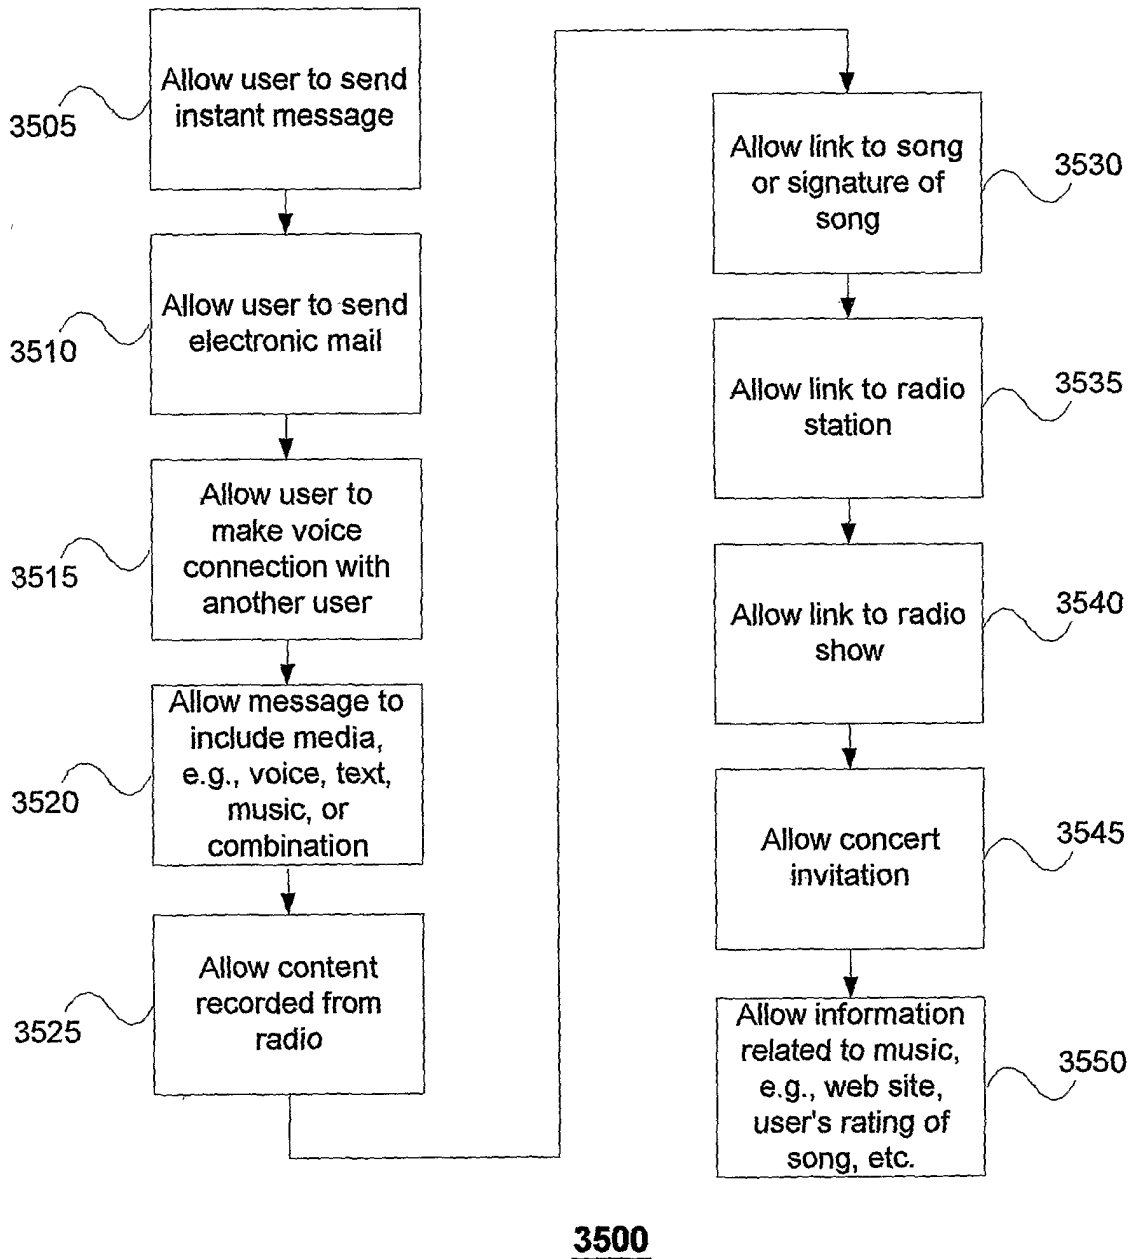 Allow user to send
instant message
3505
Allow user to send
electronic mail
3510
Allow user to
make voice
connection with
another user
3515
Allow message to
include media,
e.g., voice, text,
music, or
combination
3520
Allow content
recorded from
radio
3525
Allow link to song
or signature of
song
3530
Allow link to radio
station
3535
Allow link to radio
show
3540
Allow concert
invitation
3545
Allow information
related to music,
e.g., web site,
user's rating of
song, etc.
3550
3500